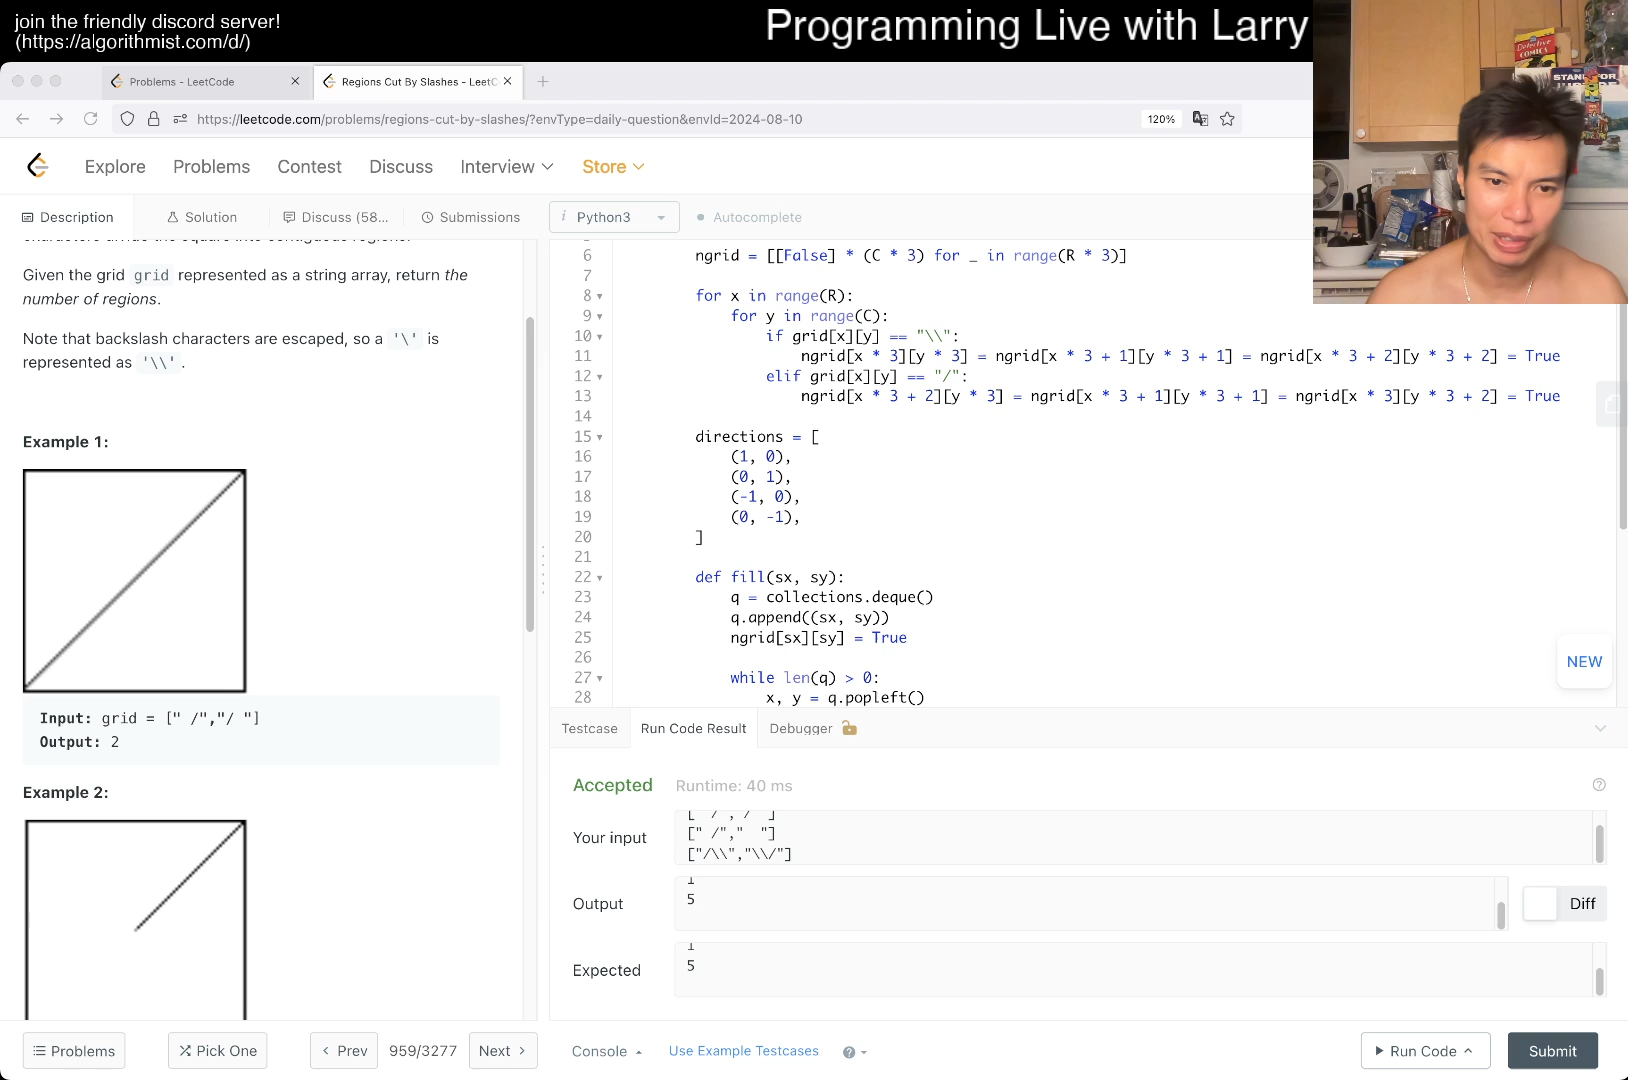 join the friendly discord server!
(https://algorithmist.com/d/)
Programming Live with Larry
Problems - LeetCode
Regions Cut By Slashes - LeetC
https://leetcode.com/problems/regions-cut-by-slashes/?envType=daily-question&envId=2024-08-10
120%
Explore
Problems
Contest
Discuss
Interview
Store
Description
Solution
Discuss (58...
Submissions
i Python3
Autocomplete
Given the grid grid represented as a string array, return the
number of regions.
Note that backslash characters are escaped, so a '\' is
represented as '\\'.
Example 1:
Input: grid = [" /","/ "]
Output: 2
Example 2:
6 ngrid = [[False] * (C * 3) for _ in range(R * 3)]
7
8 for x in range(R):
9 for y in range(C):
10 if grid[x][y] == "\\":
11 ngrid[x * 3][y * 3] = ngrid[x * 3 + 1][y * 3 + 1] = ngrid[x * 3 + 2][y * 3 + 2] = True
12 elif grid[x][y] == "/":
13 ngrid[x * 3 + 2][y * 3] = ngrid[x * 3 + 1][y * 3 + 1] = ngrid[x * 3][y * 3 + 2] = True
14
15 directions = [
16 (1, 0),
17 (0, 1),
18 (-1, 0),
19 (0, -1),
20 ]
21
22 def fill(sx, sy):
23 q = collections.deque()
24 q.append((sx, sy))
25 ngrid[sx][sy] = True
26
27 while len(q) > 0:
28 x, y = q.popleft()
NEW
Testcase
Run Code Result
Debugger
Accepted
Runtime: 40 ms
Your input
[" /","  "]
["/\\","\\/"]
Output
1
5
Diff
Expected
1
5
Problems
Pick One
Prev
959/3277
Next
Console
Use Example Testcases
Run Code
Submit
Detective
COMICS